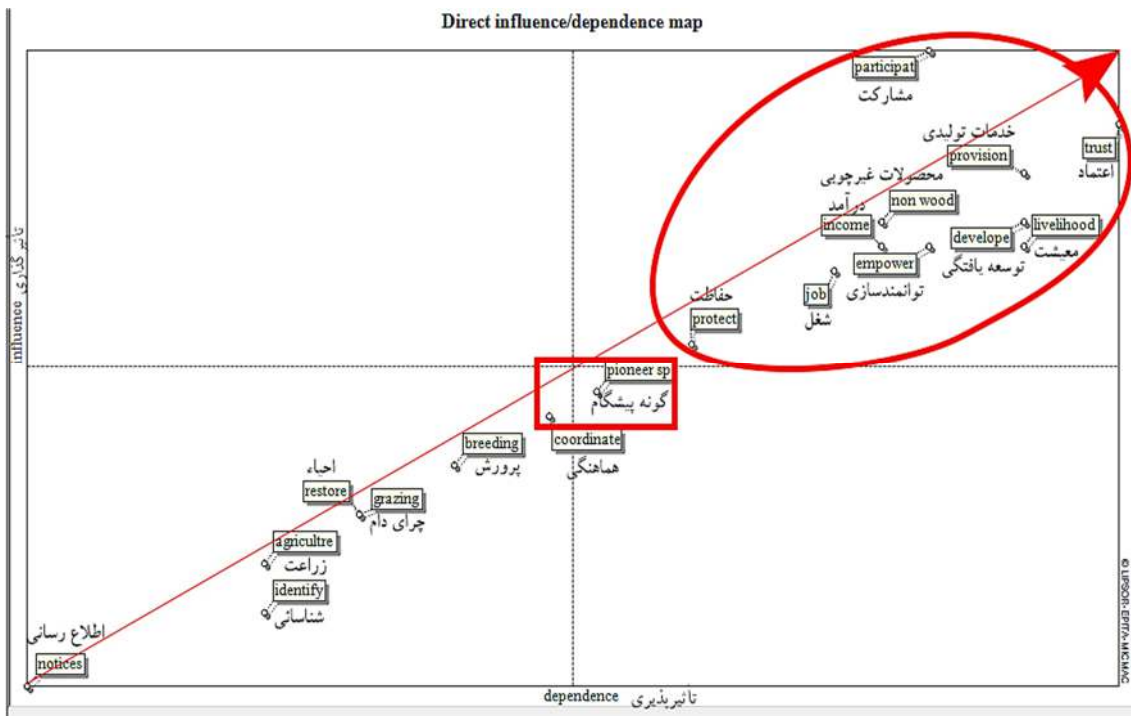 Direct influence/dependence map
participat
مشارکت
خدمات تولیدی
provision
trust
اعتماد
محصولات غیرچوبی
non wood
درآمد
income
develope
توسعه یافتگی
livelihood
معیشت
empower
توانمندسازی
job
شغل
حفاظت
protect
influence تاثیر گذاری
pioneer sp
گونه پیشگام
coordinate
هماهنگی
breeding
پرورش
احیاء
restore
grazing
چرای دام
agricultre
زراعت
identify
شناسائی
اطلاع رسانی
notices
dependence تاثیرپذیری
© LIPSOR-EPITA-MICMAC